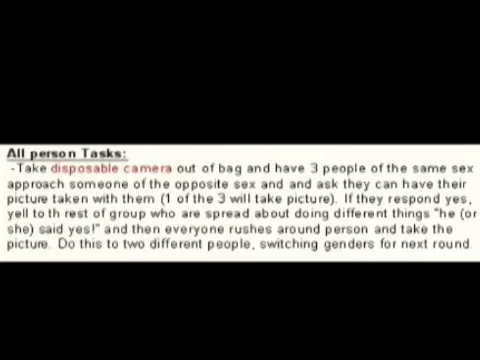 All person Tasks:
-Take disposable camera out of bag and have 3 people of the same sex
approach someone of the opposite sex and and ask they can have their
picture taken with them (1 of the 3 will take picture). If they respond yes,
yell to th rest of group who are spread about doing different things "he (or
she) said yes!" and then everyone rushes around person and take the
picture. Do this to two different people, switching genders for next round.